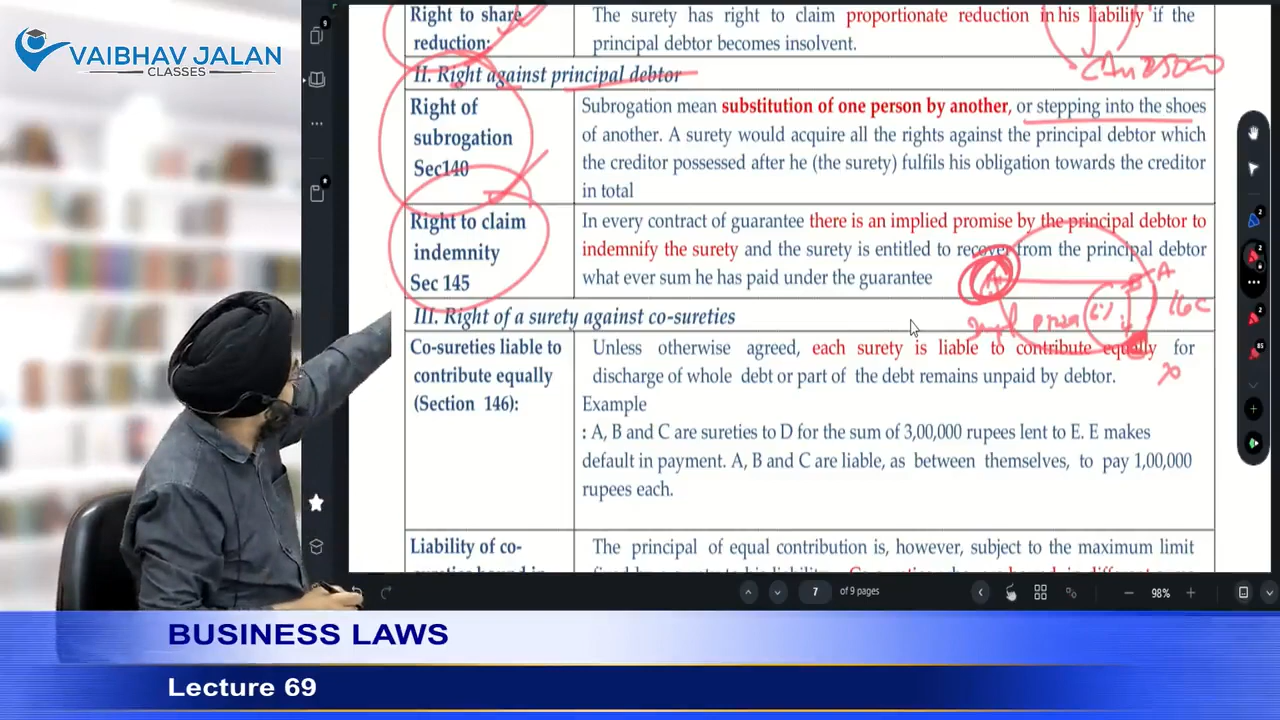 VAIBHAV JALAN
CLASSES
Right to share
reduction:
The surety has right to claim proportionate reduction in his liability if the
principal debtor becomes insolvent.
II. Right against principal debtor
Right of
subrogation
Sec140
Subrogation mean substitution of one person by another, or stepping into the shoes
of another. A surety would acquire all the rights against the principal debtor which
the creditor possessed after he (the surety) fulfils his obligation towards the creditor
in total
Right to claim
indemnity
Sec 145
In every contract of guarantee there is an implied promise by the principal debtor to
indemnify the surety and the surety is entitled to recover from the principal debtor
what ever sum he has paid under the guarantee
III. Right of a surety against co-sureties
Co-sureties liable to
contribute equally
(Section 146):
Unless otherwise agreed, each surety is liable to contribute equally for
discharge of whole debt or part of the debt remains unpaid by debtor.
Example
: A, B and C are sureties to D for the sum of 3,00,000 rupees lent to E. E makes
default in payment. A, B and C are liable, as between themselves, to pay 1,00,000
rupees each.
Liability of co-
The principal of equal contribution is, however, subject to the maximum limit
7 of 9 pages
98%
BUSINESS LAWS
Lecture 69